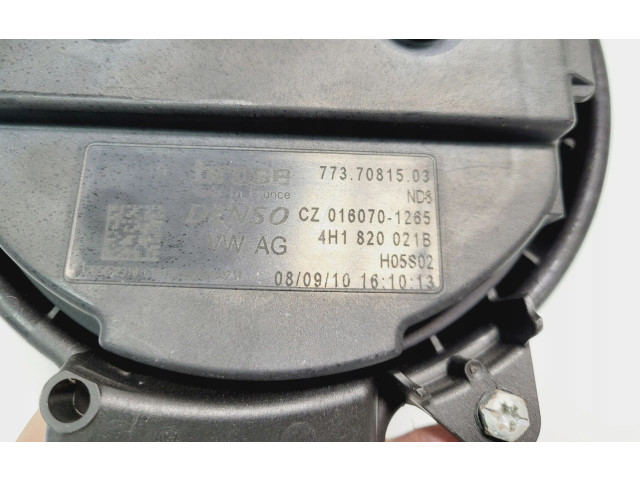 773.70815.03
ND8
DENSO CZ 016070-1265
VW AG 4H1 820 021B
H05S02
08/09/10 16:10:13